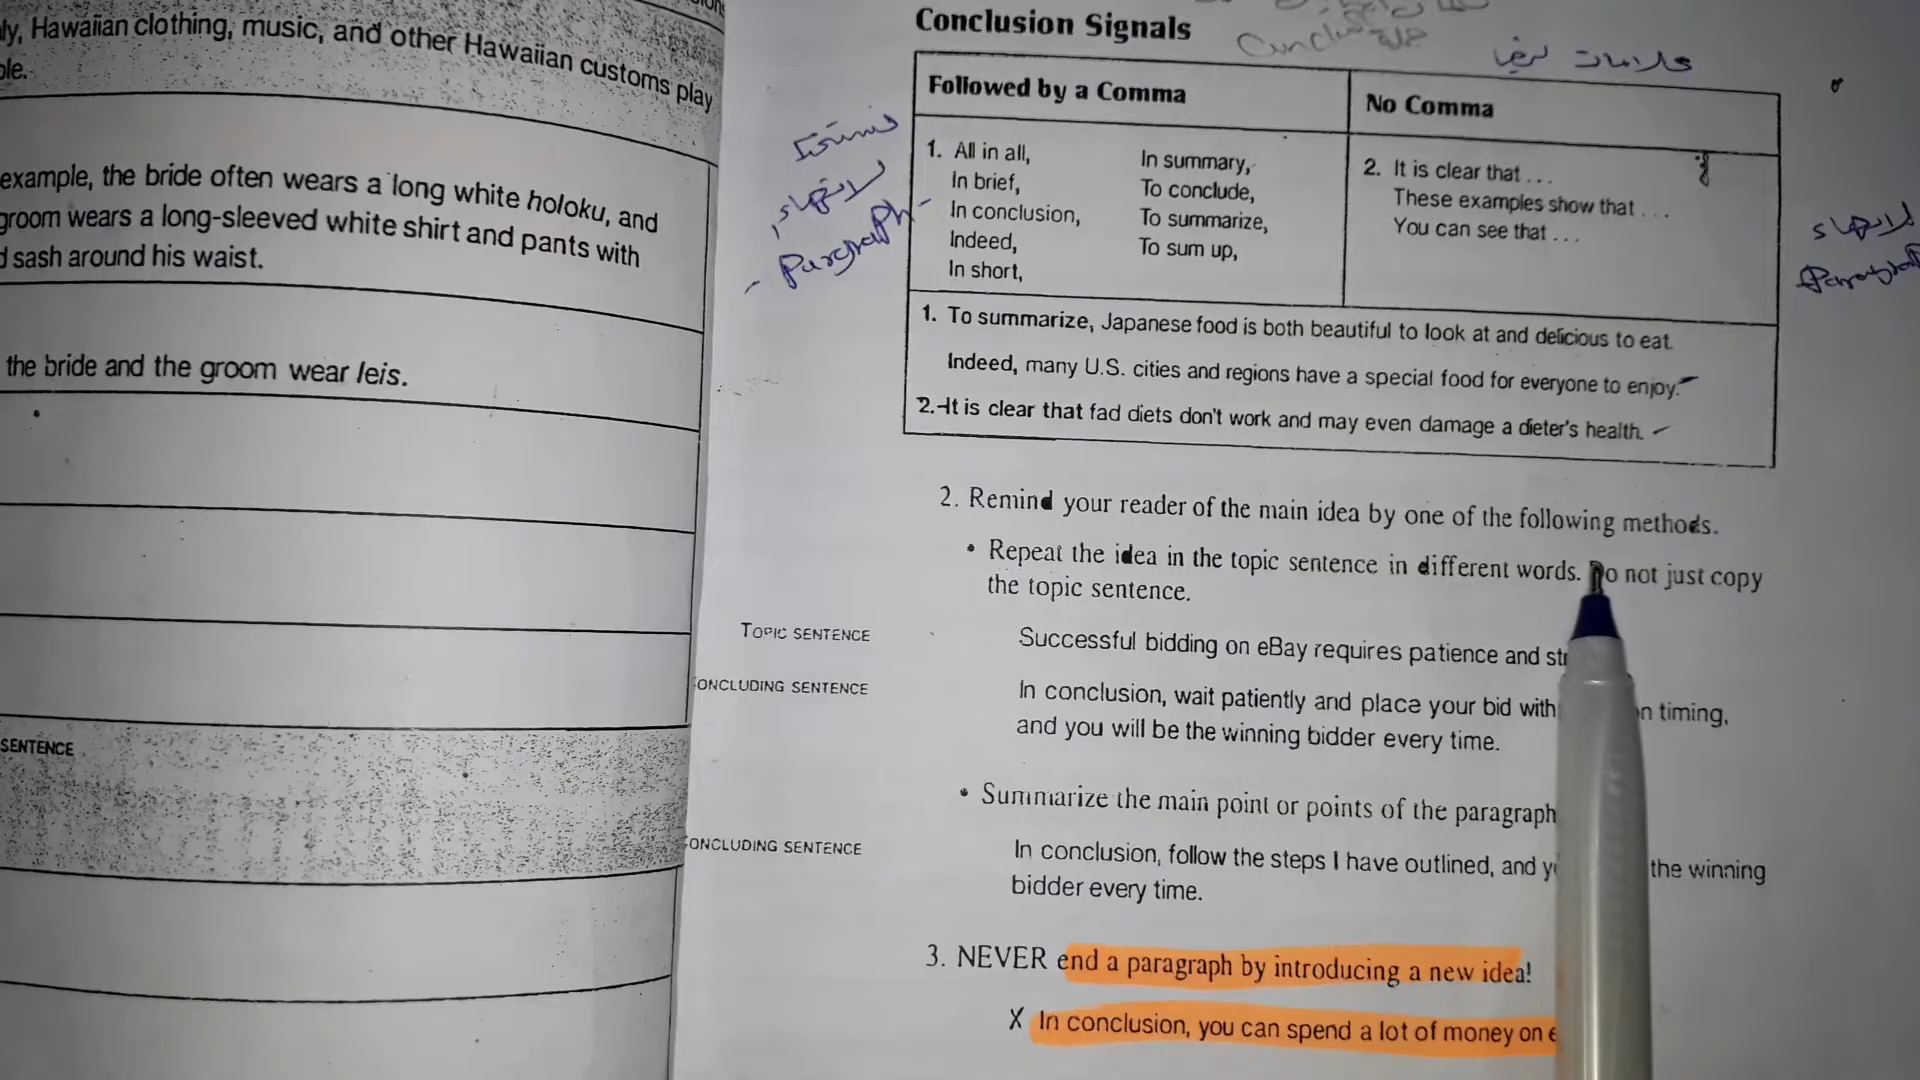 ly, Hawaiian clothing, music, and other Hawaiian customs play
ple.
example, the bride often wears a long white holoku, and
groom wears a long-sleeved white shirt and pants with
d sash around his waist.
the bride and the groom wear leis.
SENTENCE
Conclusion Signals
Followed by a Comma
No Comma
1. All in all,
In brief,
In conclusion,
Indeed,
In short,
In summary,
To conclude,
To summarize,
To sum up,
2. It is clear that . . .
These examples show that . . .
You can see that . . .
لانهاء
Paragraph
1. To summarize, Japanese food is both beautiful to look at and delicious to eat.
Indeed, many U.S. cities and regions have a special food for everyone to enjoy.
2. It is clear that fad diets don't work and may even damage a dieter's health.
2. Remind your reader of the main idea by one of the following methods.
• Repeat the idea in the topic sentence in different words. Do not just copy
the topic sentence.
TOPIC SENTENCE
Successful bidding on eBay requires patience and
ONCLUDING SENTENCE
In conclusion, wait patiently and place your bid with timing,
and you will be the winning bidder every time.
• Summarize the main point or points of the paragraph
ONCLUDING SENTENCE
In conclusion, follow the steps I have outlined, and the winning
bidder every time.
3. NEVER end a paragraph by introducing a new idea!
X In conclusion, you can spend a lot of money on